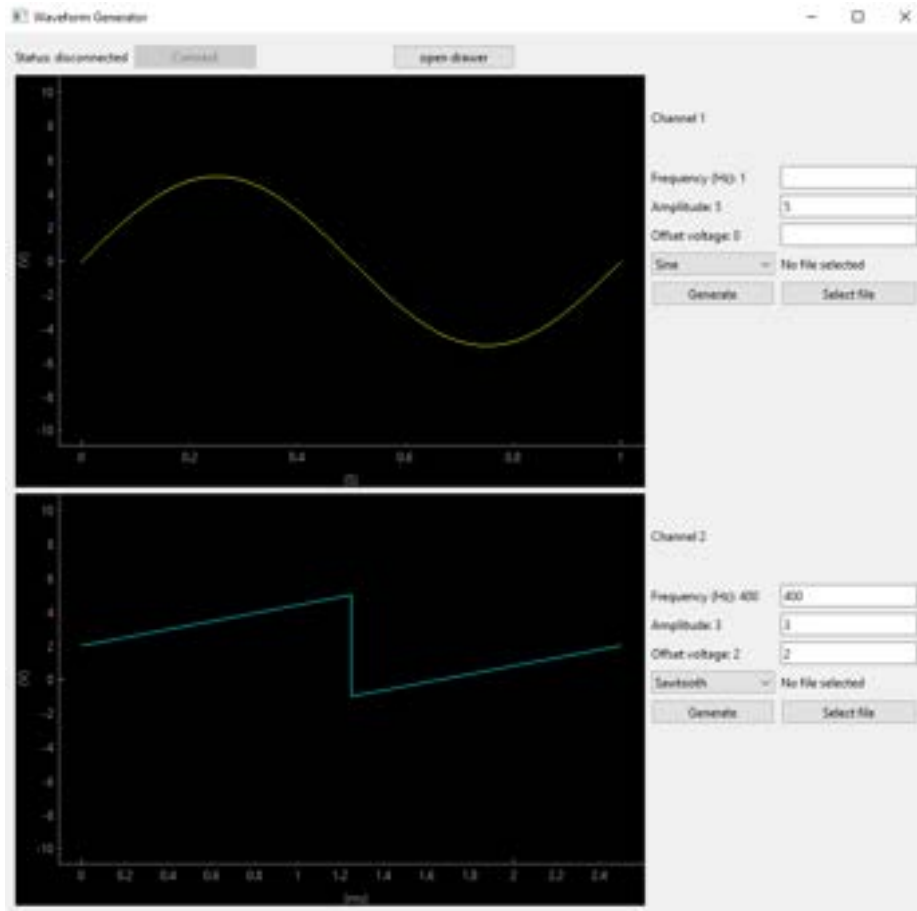 Waveform Generator
Status: disconnected Connect open drawer
10
8
6
4
2
0
-2
-4
-6
-8
-10
[V]
0 0.2 0.4 0.6 0.8 1
[s]
Channel 1
Frequency (Hz): 1
Amplitude: 5 5
Offset voltage: 0
Sine No file selected
Generate Select file
10
8
6
4
2
0
-2
-4
-6
-8
-10
[V]
0 0.2 0.4 0.6 0.8 1 1.2 1.4 1.6 1.8 2 2.2 2.4
[ms]
Channel 2
Frequency (Hz): 400 400
Amplitude: 3 3
Offset voltage: 2 2
Sawtooth No file selected
Generate Select file